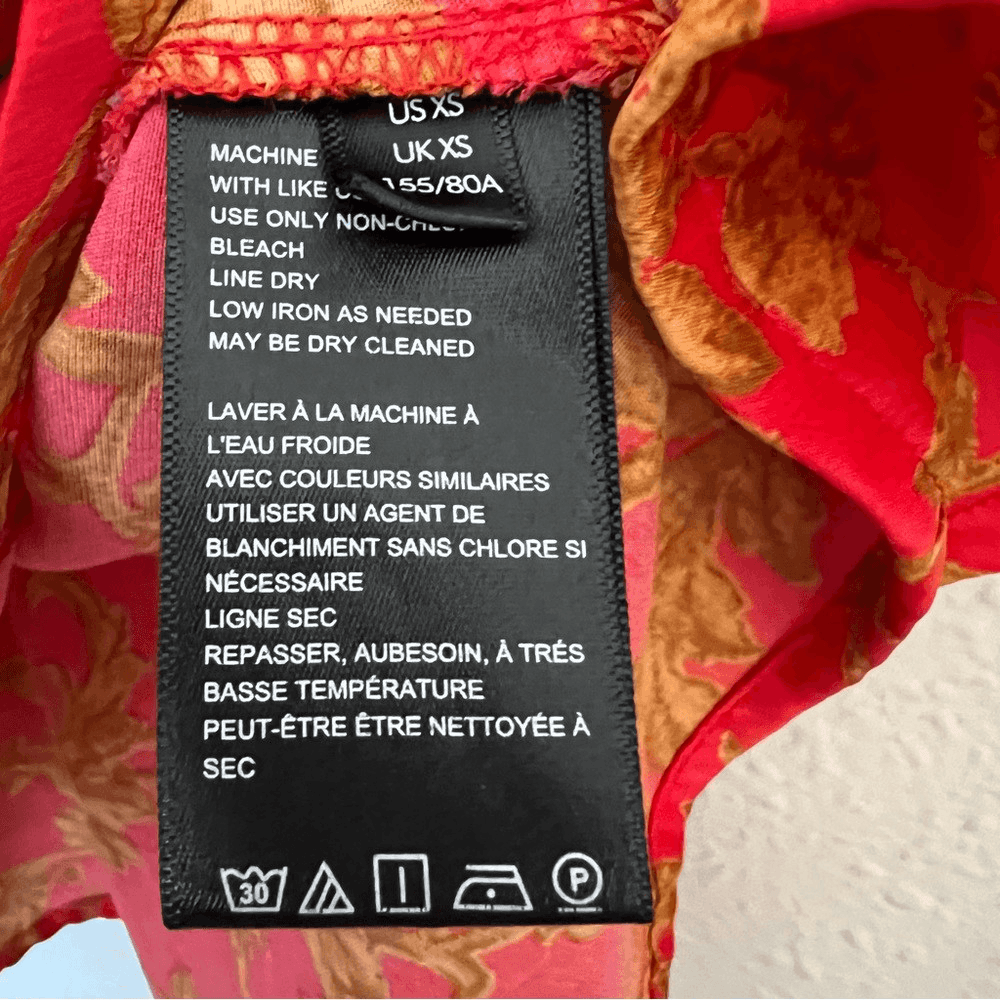 US XS
UK XS
155/80A
MACHINE
WITH LIKE
USE ONLY
BLEACH
LINE DRY
LOW IRON AS NEEDED
MAY BE DRY CLEANED
LAVER À LA MACHINE À
L'EAU FROIDE
AVEC COULEURS SIMILAIRES
UTILISER UN AGENT DE
BLANCHIMENT SANS CHLORE SI
NÉCESSAIRE
LIGNE SEC
REPASSER, AUBESOIN, À TRÉS
BASSE TEMPÉRATURE
PEUT-ÊTRE ÊTRE NETTOYÉE À
SEC
30 P